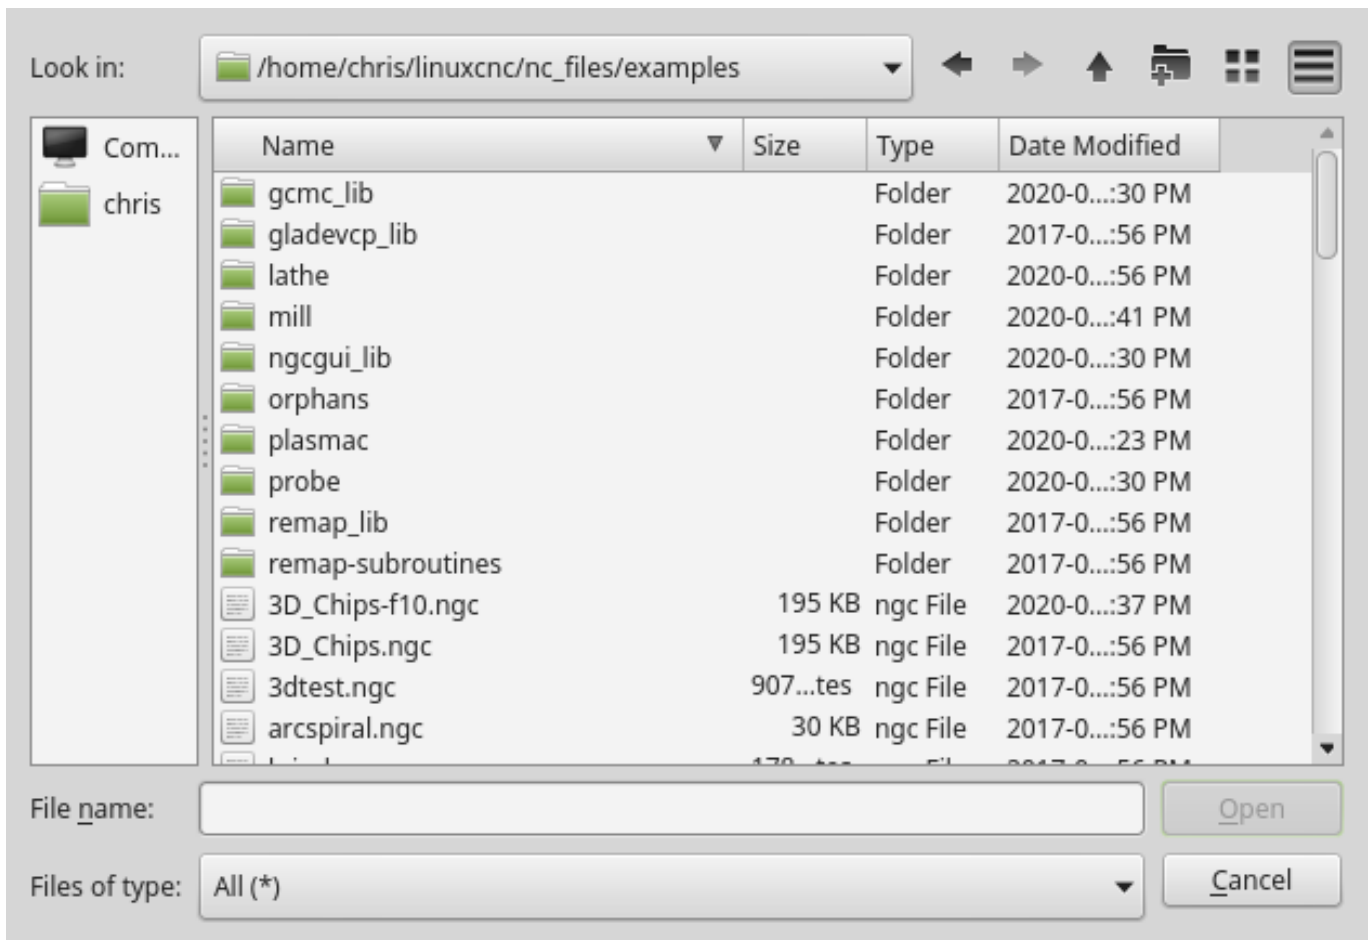 Look in: /home/chris/linuxcnc/nc_files/examples
Com...
chris
Name Size Type Date Modified
gcmc_lib Folder 2020-0...:30 PM
gladevcp_lib Folder 2017-0...:56 PM
lathe Folder 2020-0...:56 PM
mill Folder 2020-0...:41 PM
ngcgui_lib Folder 2020-0...:30 PM
orphans Folder 2017-0...:56 PM
plasmac Folder 2020-0...:23 PM
probe Folder 2020-0...:30 PM
remap_lib Folder 2017-0...:56 PM
remap-subroutines Folder 2017-0...:56 PM
3D_Chips-f10.ngc 195 KB ngc File 2020-0...:37 PM
3D_Chips.ngc 195 KB ngc File 2017-0...:56 PM
3dtest.ngc 907...tes ngc File 2017-0...:56 PM
arcspiral.ngc 30 KB ngc File 2017-0...:56 PM
File name: Open
Files of type: All (*) Cancel